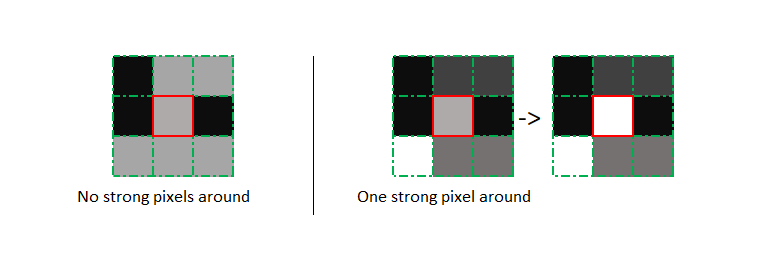 ->
No strong pixels around
One strong pixel around